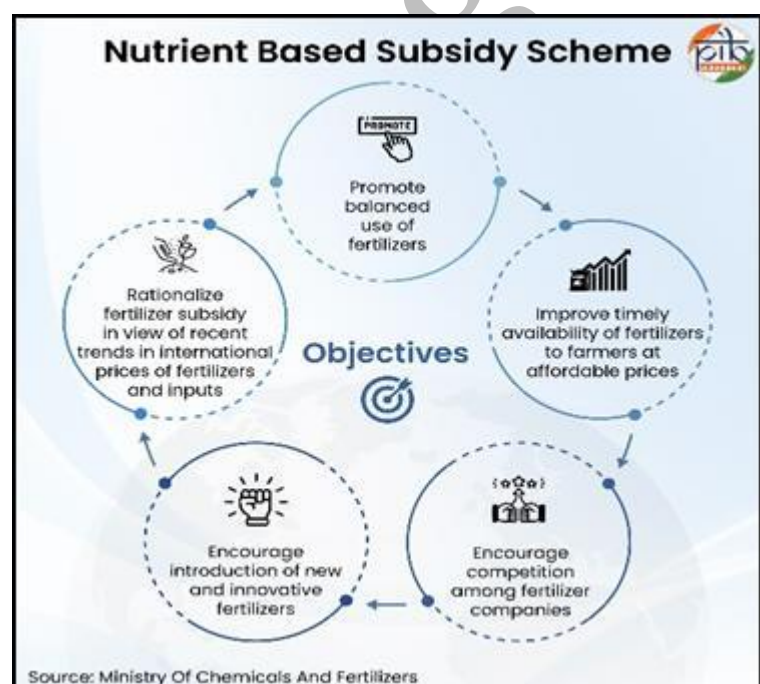 Nutrient Based Subsidy Scheme
pib
PROMOTE
Promote
balanced
use of
fertilizers
Improve timely
availability of fertilizers
to farmers at
affordable prices
Encourage
competition
among fertilizer
companies
Encourage
introduction of new
and innovative
fertilizers
Rationalize
fertilizer subsidy
in view of recent
trends in international
prices of fertilizers
and inputs
Objectives
Source: Ministry Of Chemicals And Fertilizers